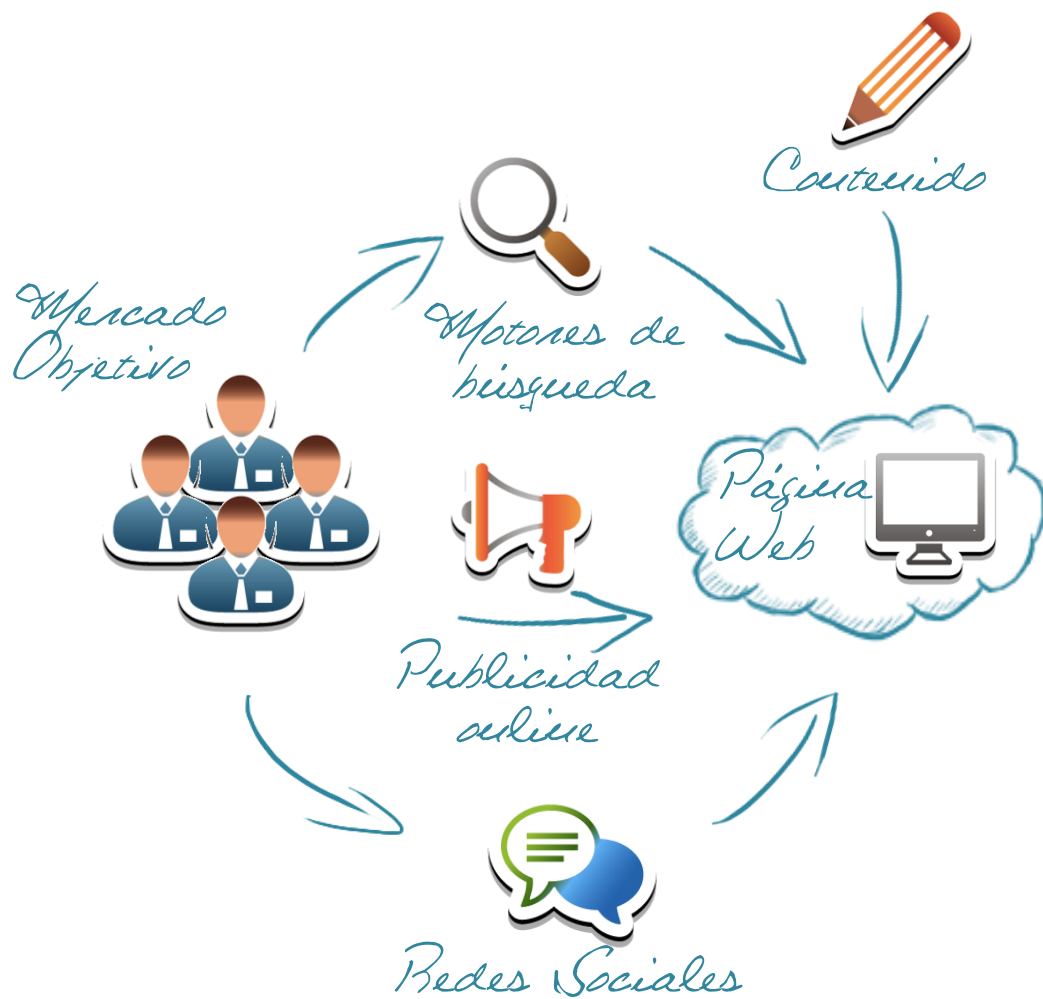 Contenido
Mercado
Objetivo
Motores de
búsqueda
Página
Web
Publicidad
online
Redes Sociales